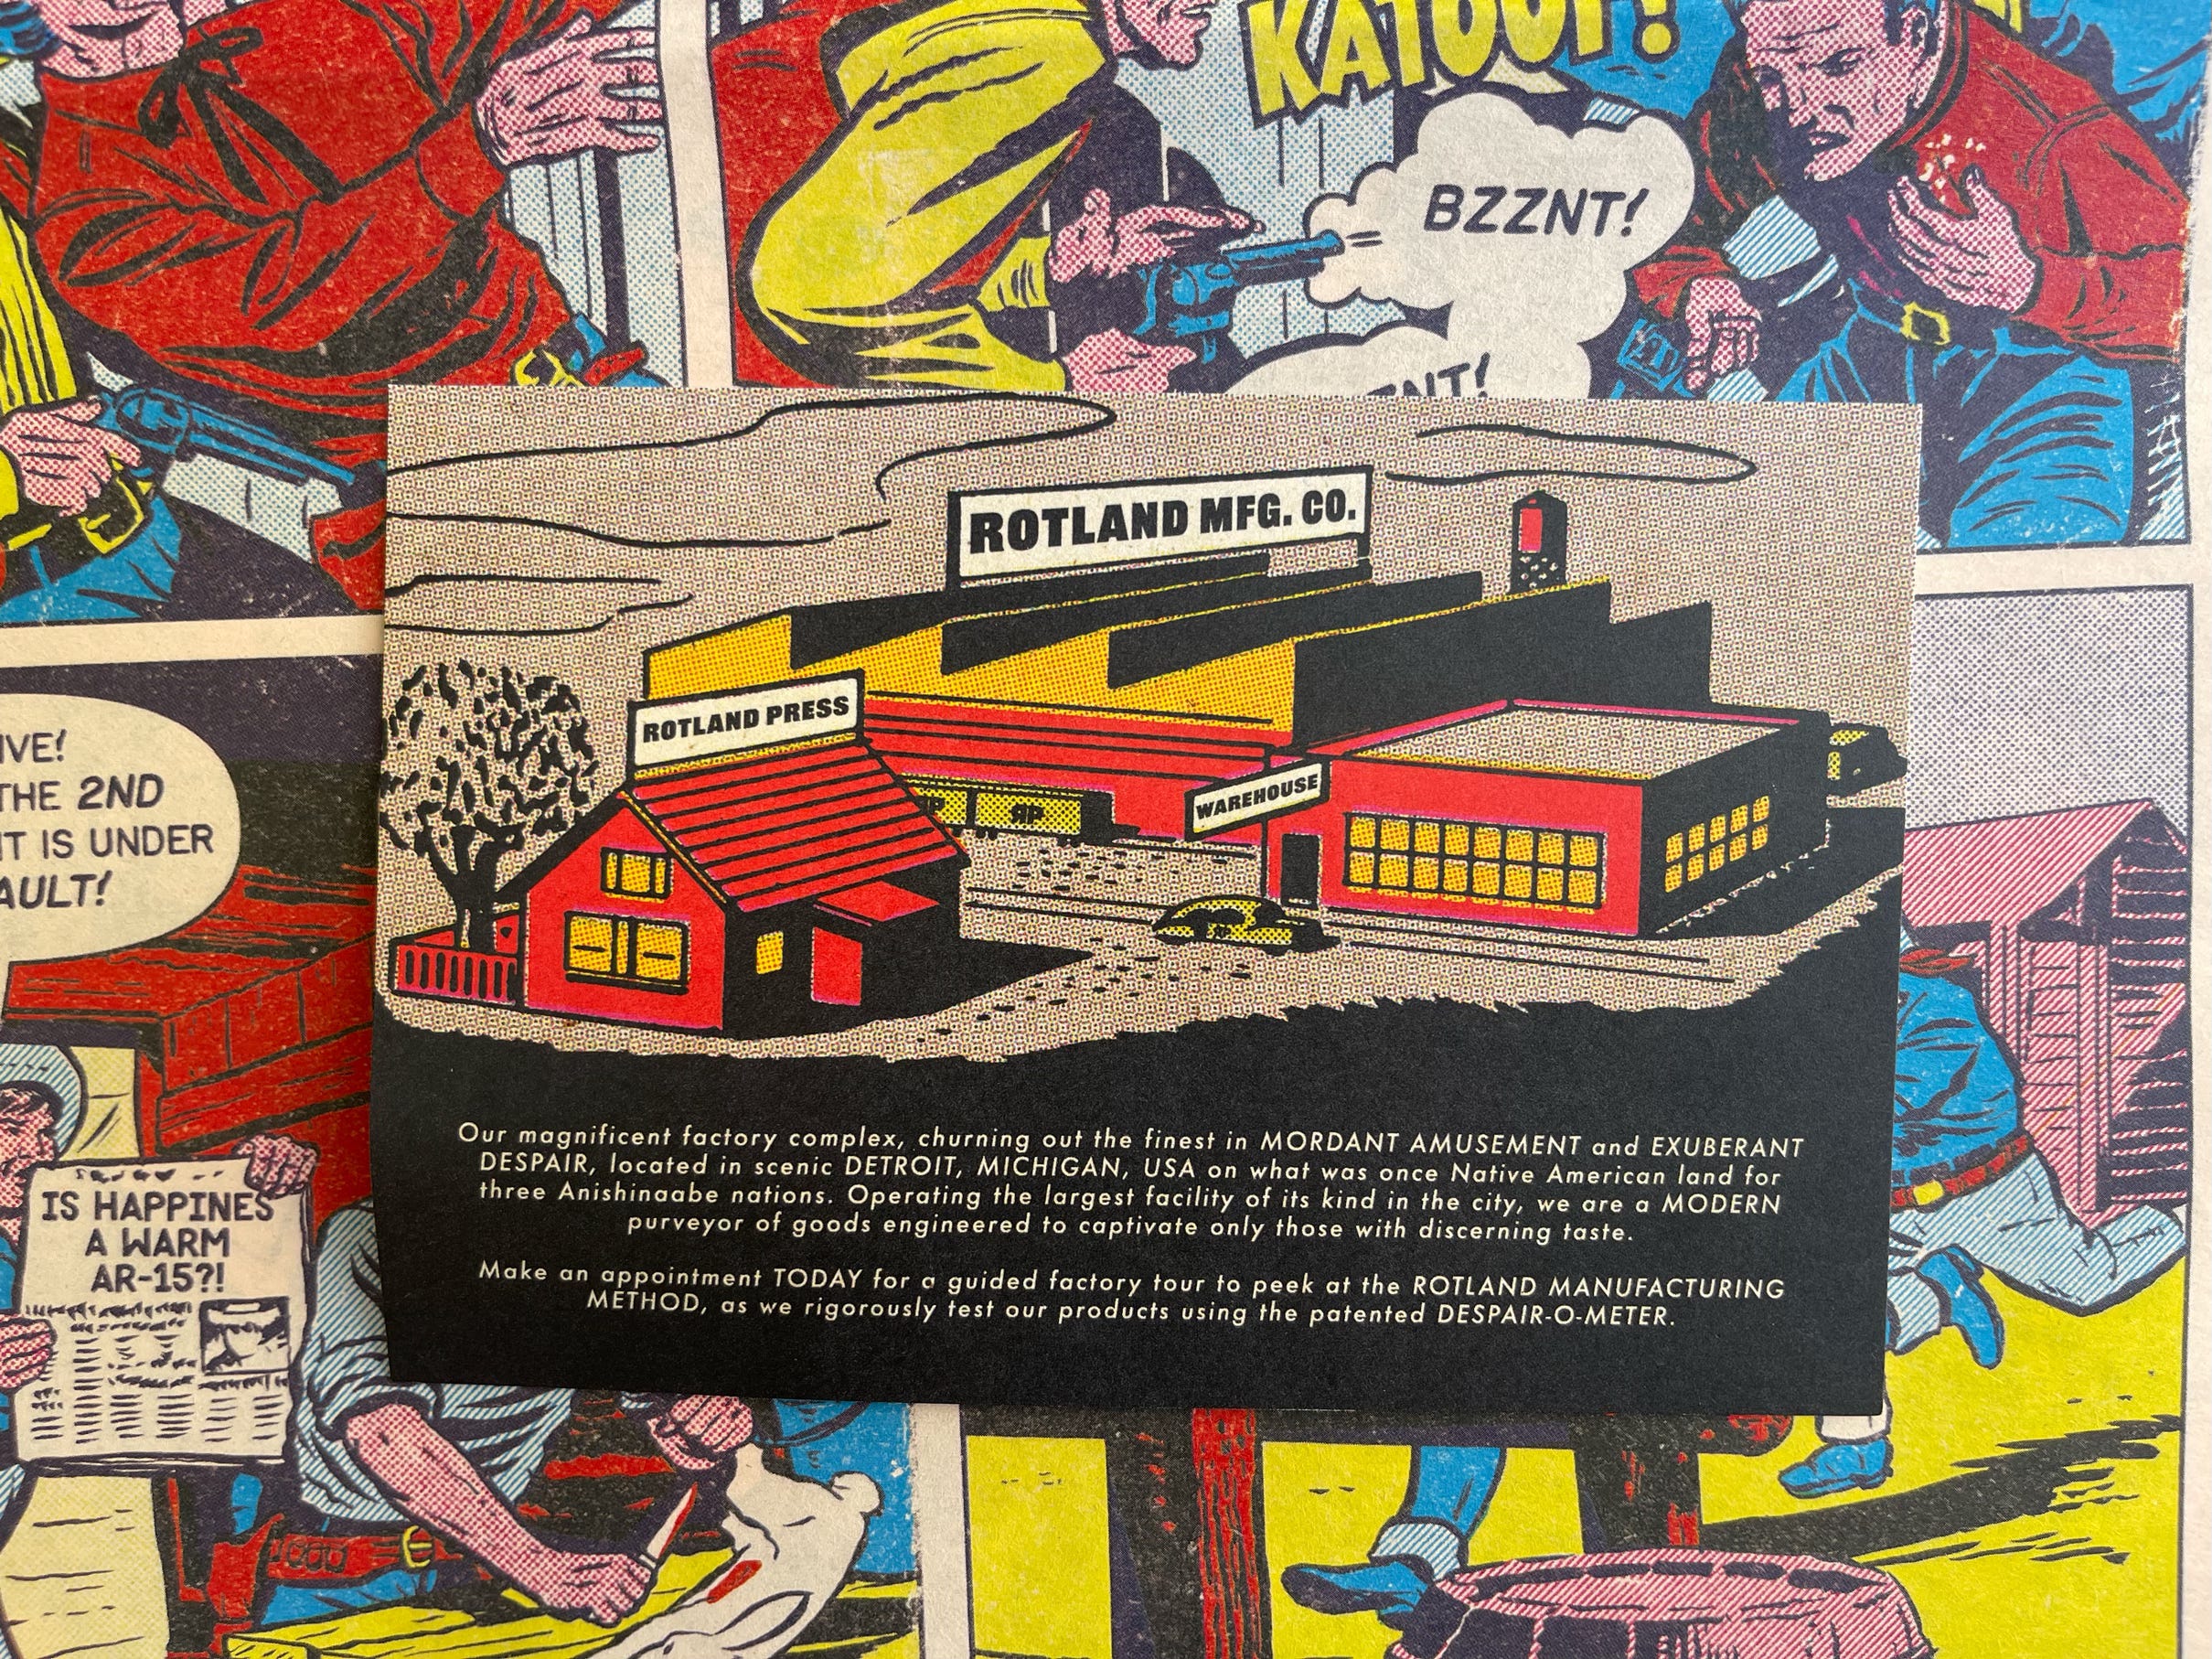 KATOOT!
BZZNT!
ZNT!
ROTLAND MFG. CO.
ROTLAND PRESS
WAREHOUSE
RP
IVE!
THE 2ND
NT IS UNDER
AULT!
IS HAPPINES
A WARM
AR-15?!
Our magnificent factory complex, churning out the finest in MORDANT AMUSEMENT and EXUBERANT
DESPAIR, located in scenic DETROIT, MICHIGAN, USA on what was once Native American land for
three Anishinaabe nations. Operating the largest facility of its kind in the city, we are a MODERN
purveyor of goods engineered to captivate only those with discerning taste.
Make an appointment TODAY for a guided factory tour to peek at the ROTLAND MANUFACTURING
METHOD, as we rigorously test our products using the patented DESPAIR-O-METER.